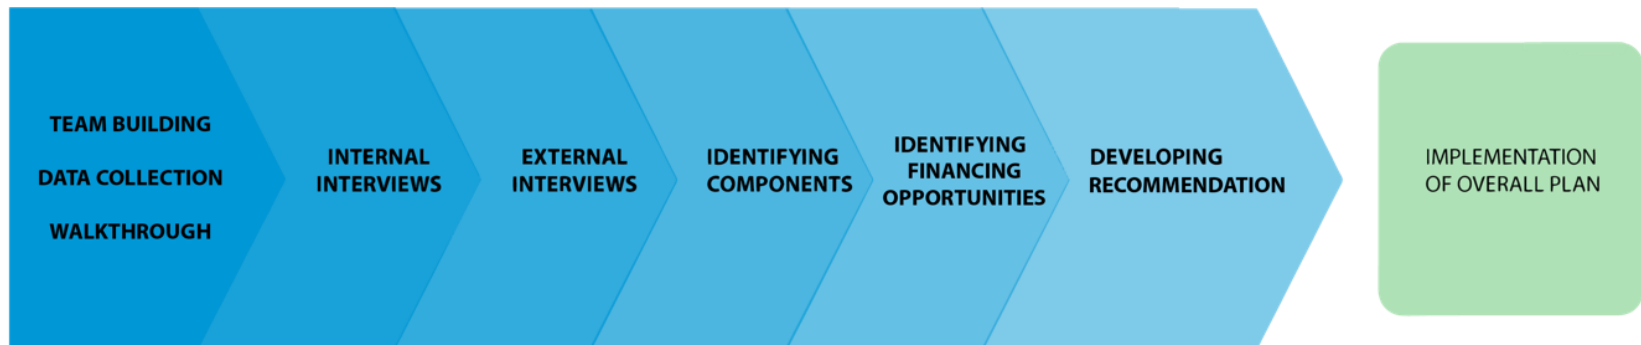 TEAM BUILDING
DATA COLLECTION
WALKTHROUGH
INTERNAL
INTERVIEWS
EXTERNAL
INTERVIEWS
IDENTIFYING
COMPONENTS
IDENTIFYING
FINANCING
OPPORTUNITIES
DEVELOPING
RECOMMENDATION
IMPLEMENTATION
OF OVERALL PLAN